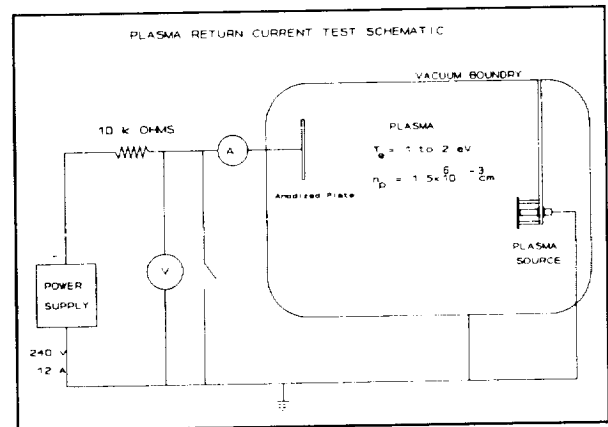 PLASMA RETURN CURRENT TEST SCHEMATIC
VACUUM BOUNDRY
10 k OHMS
A
PLASMA
Te = 1 to 2 eV
np = 1.5x10^6 cm^-3
Anodized Plate
PLASMA
SOURCE
V
POWER
SUPPLY
240 V
12 A